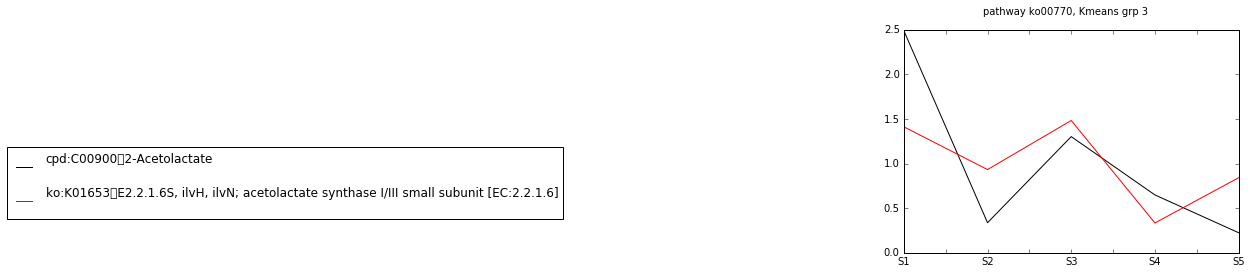 pathway ko00770, Kmeans grp 3
cpd:C00900▯2-Acetolactate
ko:K01653▯E2.2.1.6S, ilvH, ilvN; acetolactate synthase I/III small subunit [EC:2.2.1.6]
2.5
2.0
1.5
1.0
0.5
0.0
S1 S2 S3 S4 S5